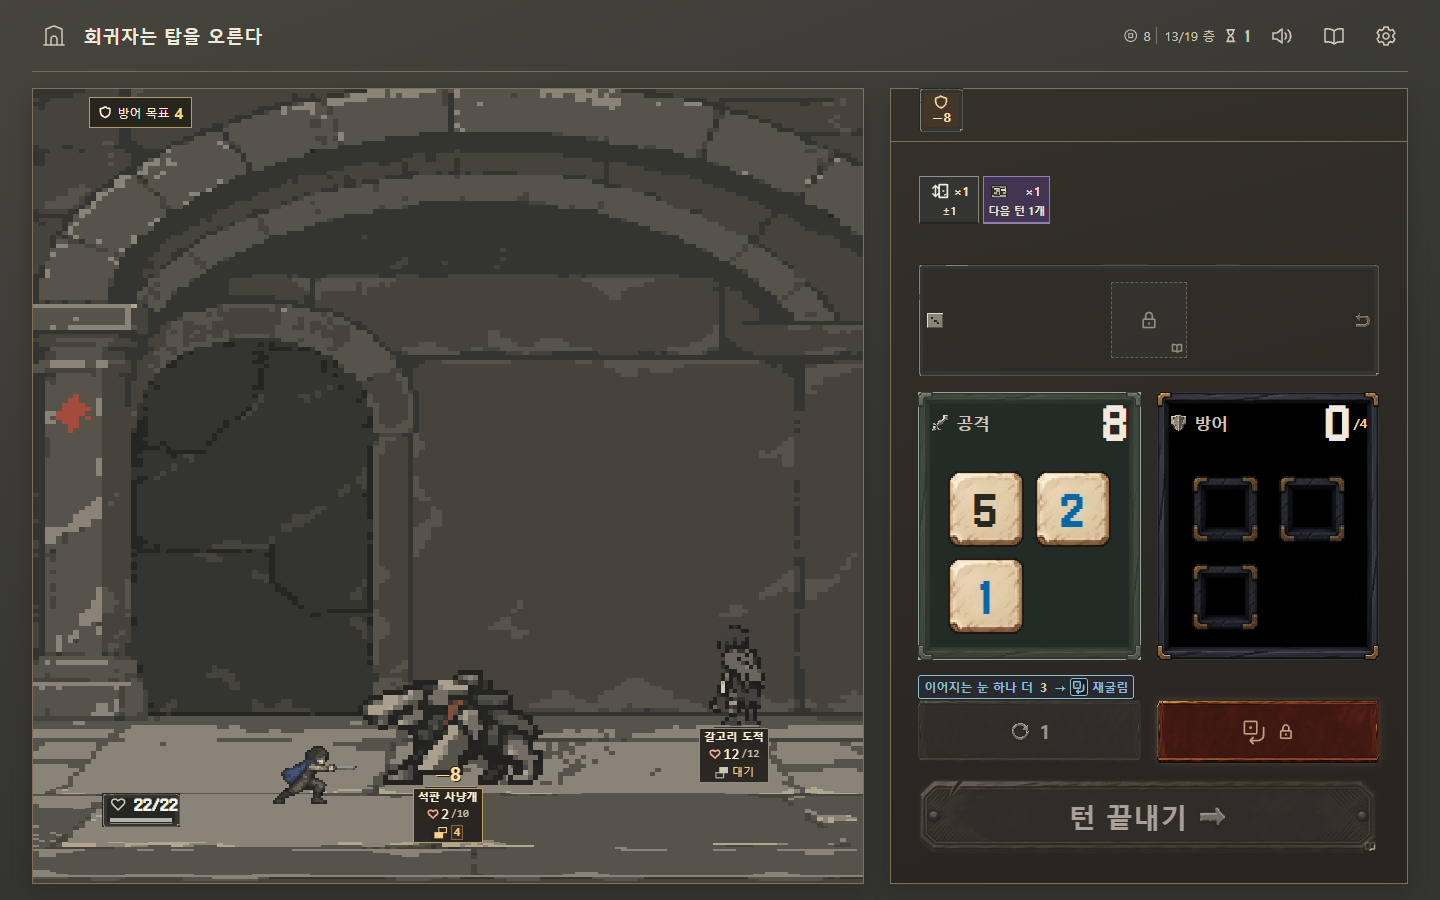 회귀자는 탑을 오른다
8
13/19 층
1
방어 목표 4
−8
×1
±1
×1
다음 턴 1개
공격
8
방어
0/4
5
2
1
이어지는 눈 하나 더 3 → 재굴림
1
턴 끝내기
갈고리 도적
12/12
대기
−8
석판 사냥개
2/10
4
22/22